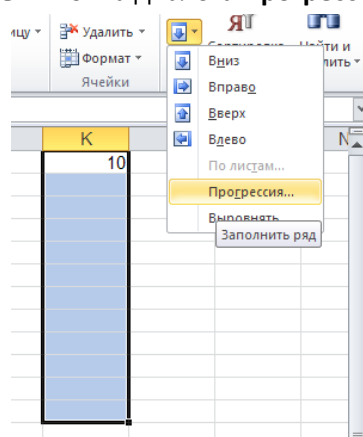 Удалить
Формат
Ячейки
Вниз
Вправо
Вверх
Влево
По листам...
Прогрессия...
Выровнять
Заполнить ряд
K
10